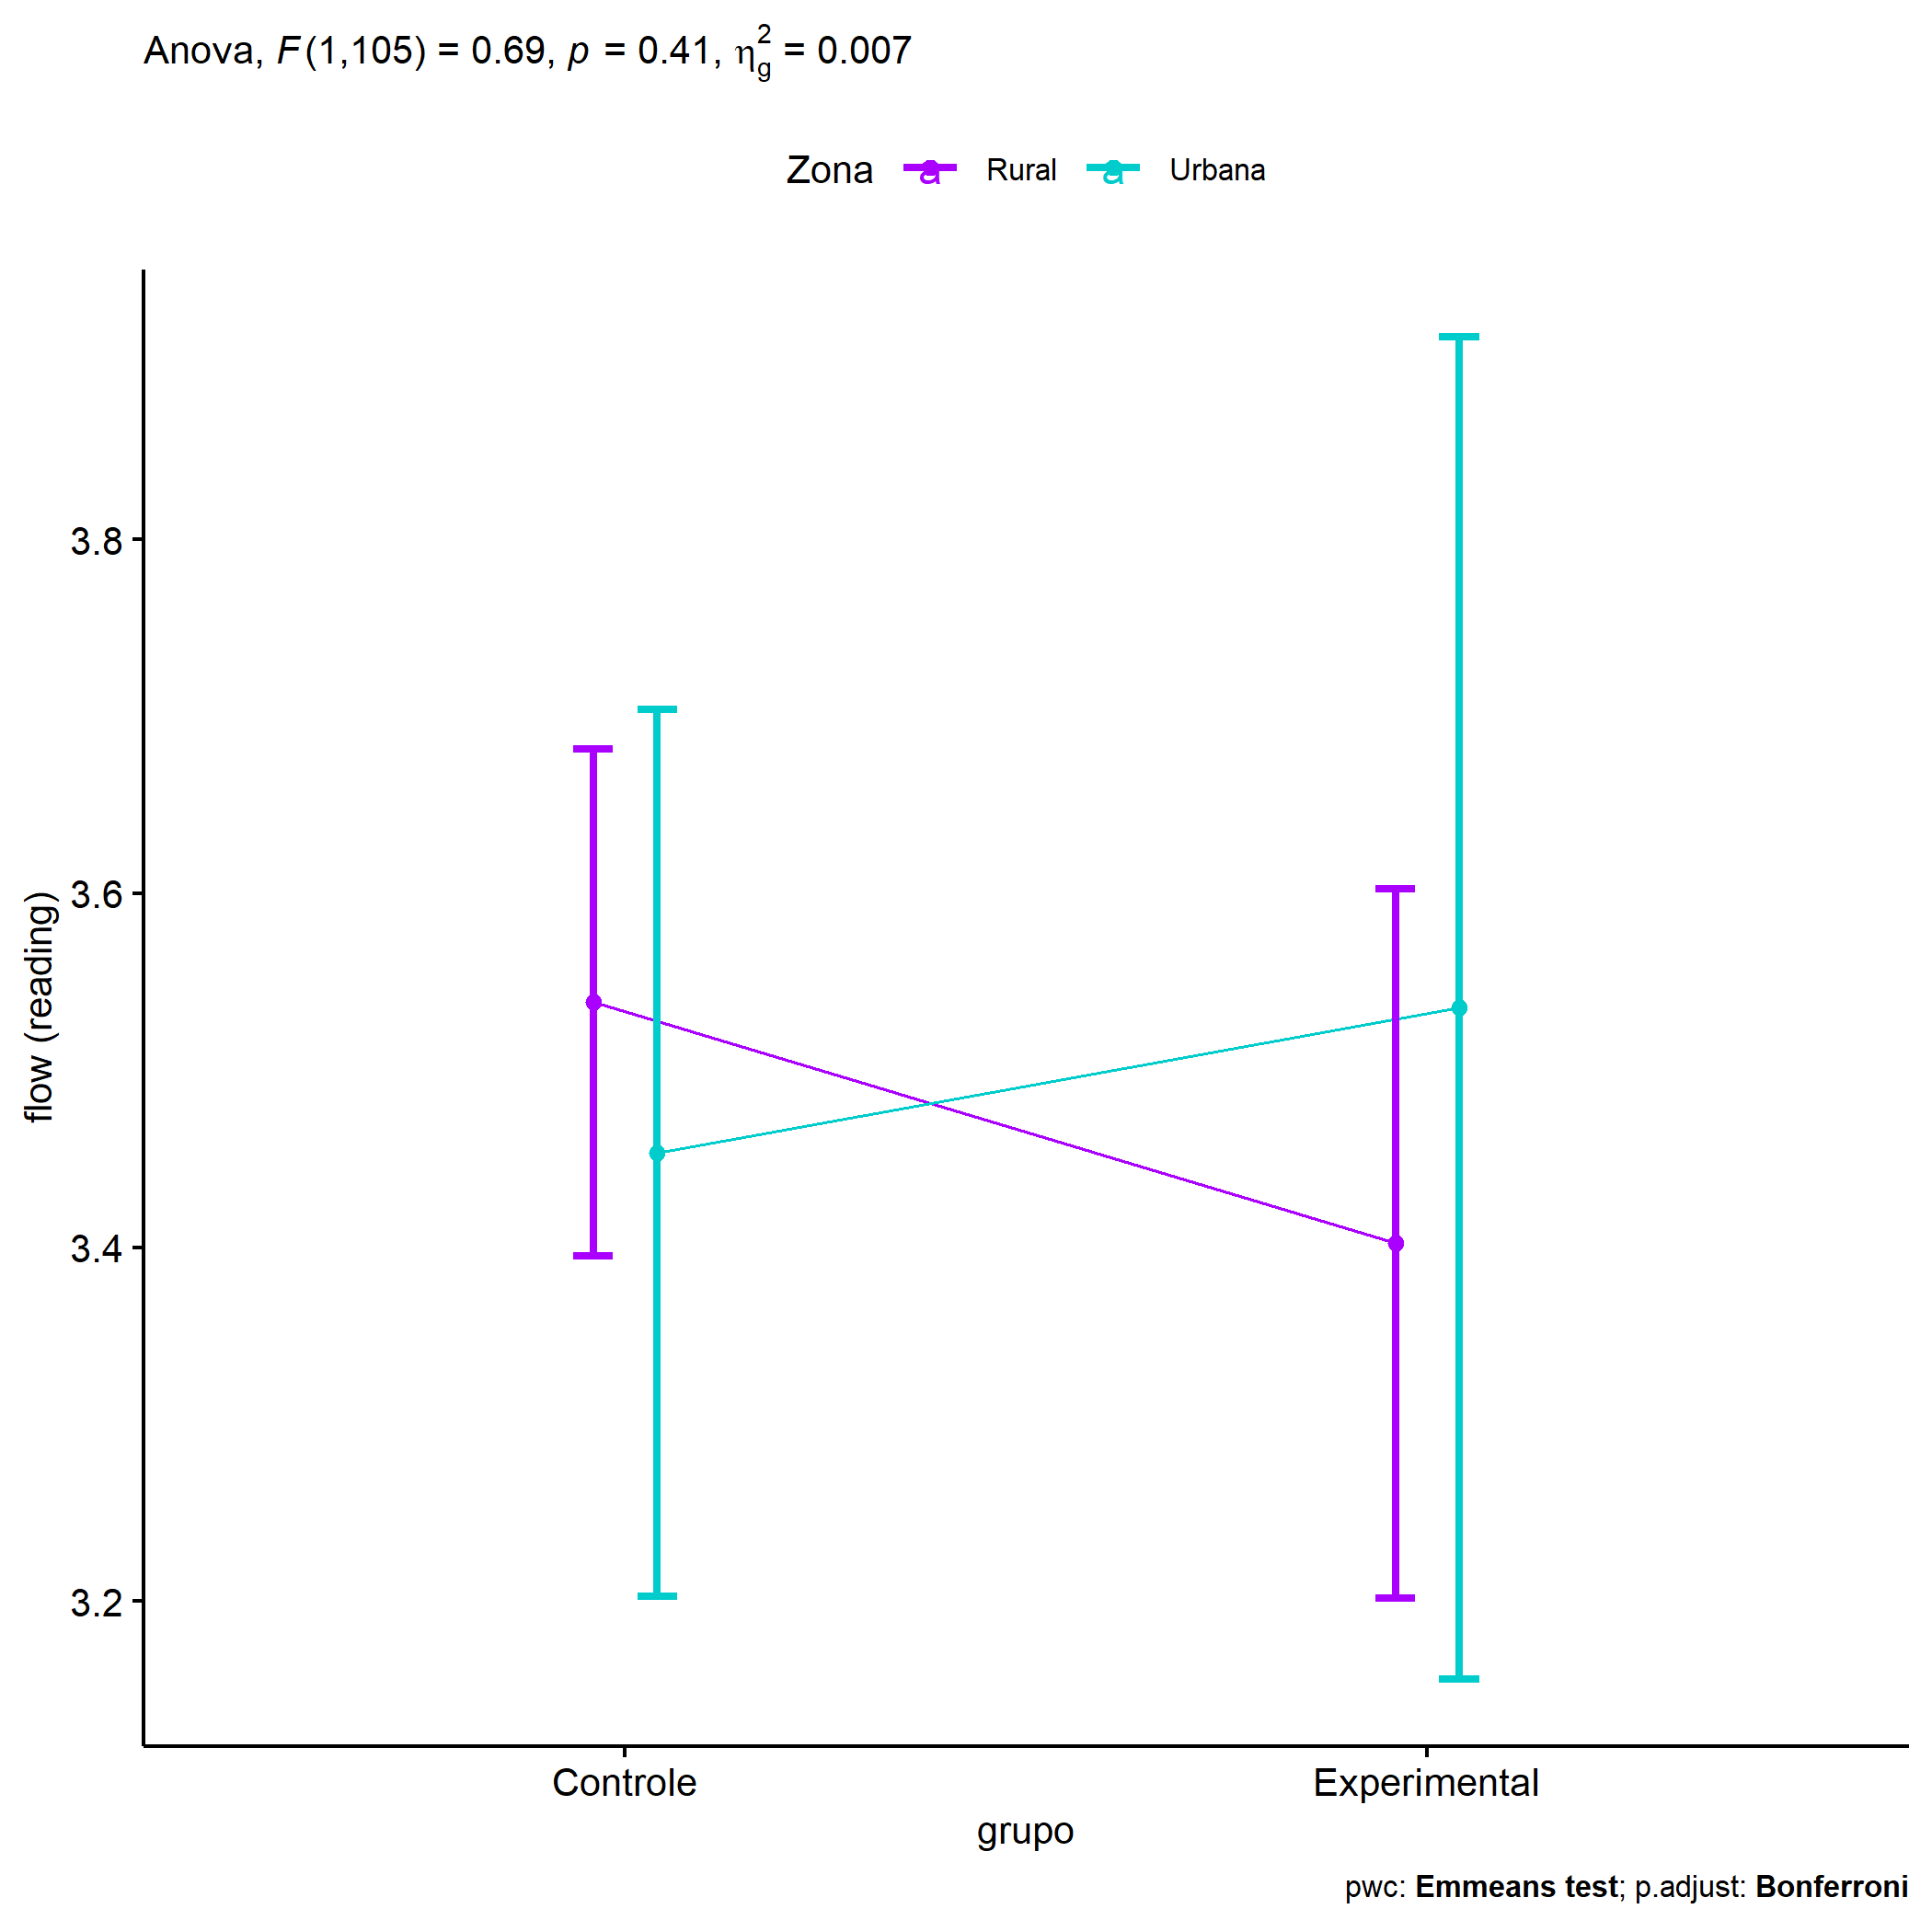 Anova, F(1,105) = 0.69, p = 0.41, η²g = 0.007
Zona a Rural a Urbana
3.8
3.6
3.4
3.2
flow (reading)
Controle Experimental
grupo
pwc: Emmeans test; p.adjust: Bonferroni